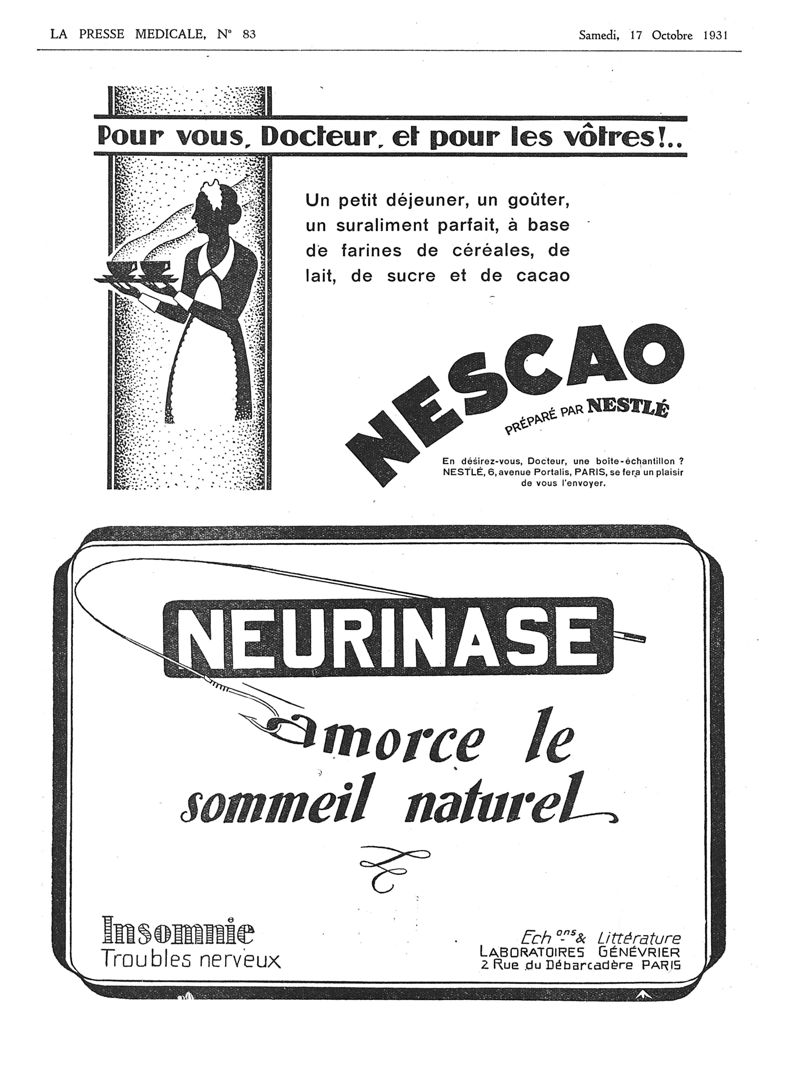 LA PRESSE MEDICALE, N° 83
Samedi, 17 Octobre 1931
Pour vous, Docteur, et pour les vôtres!..
Un petit déjeuner, un goûter,
un suraliment parfait, à base
de farines de céréales, de
lait, de sucre et de cacao
NESCAO
PRÉPARÉ PAR NESTLÉ
En désirez-vous, Docteur, une boîte-échantillon ?
NESTLÉ, 6, avenue Portalis, PARIS, se fera un plaisir
de vous l'envoyer.
NEURINASE
amorce le
sommeil naturel
Insomnie
Troubles nerveux
Ech ons & Littérature
LABORATOIRES GÉNÉVRIER
2 Rue du Débarcadère PARIS